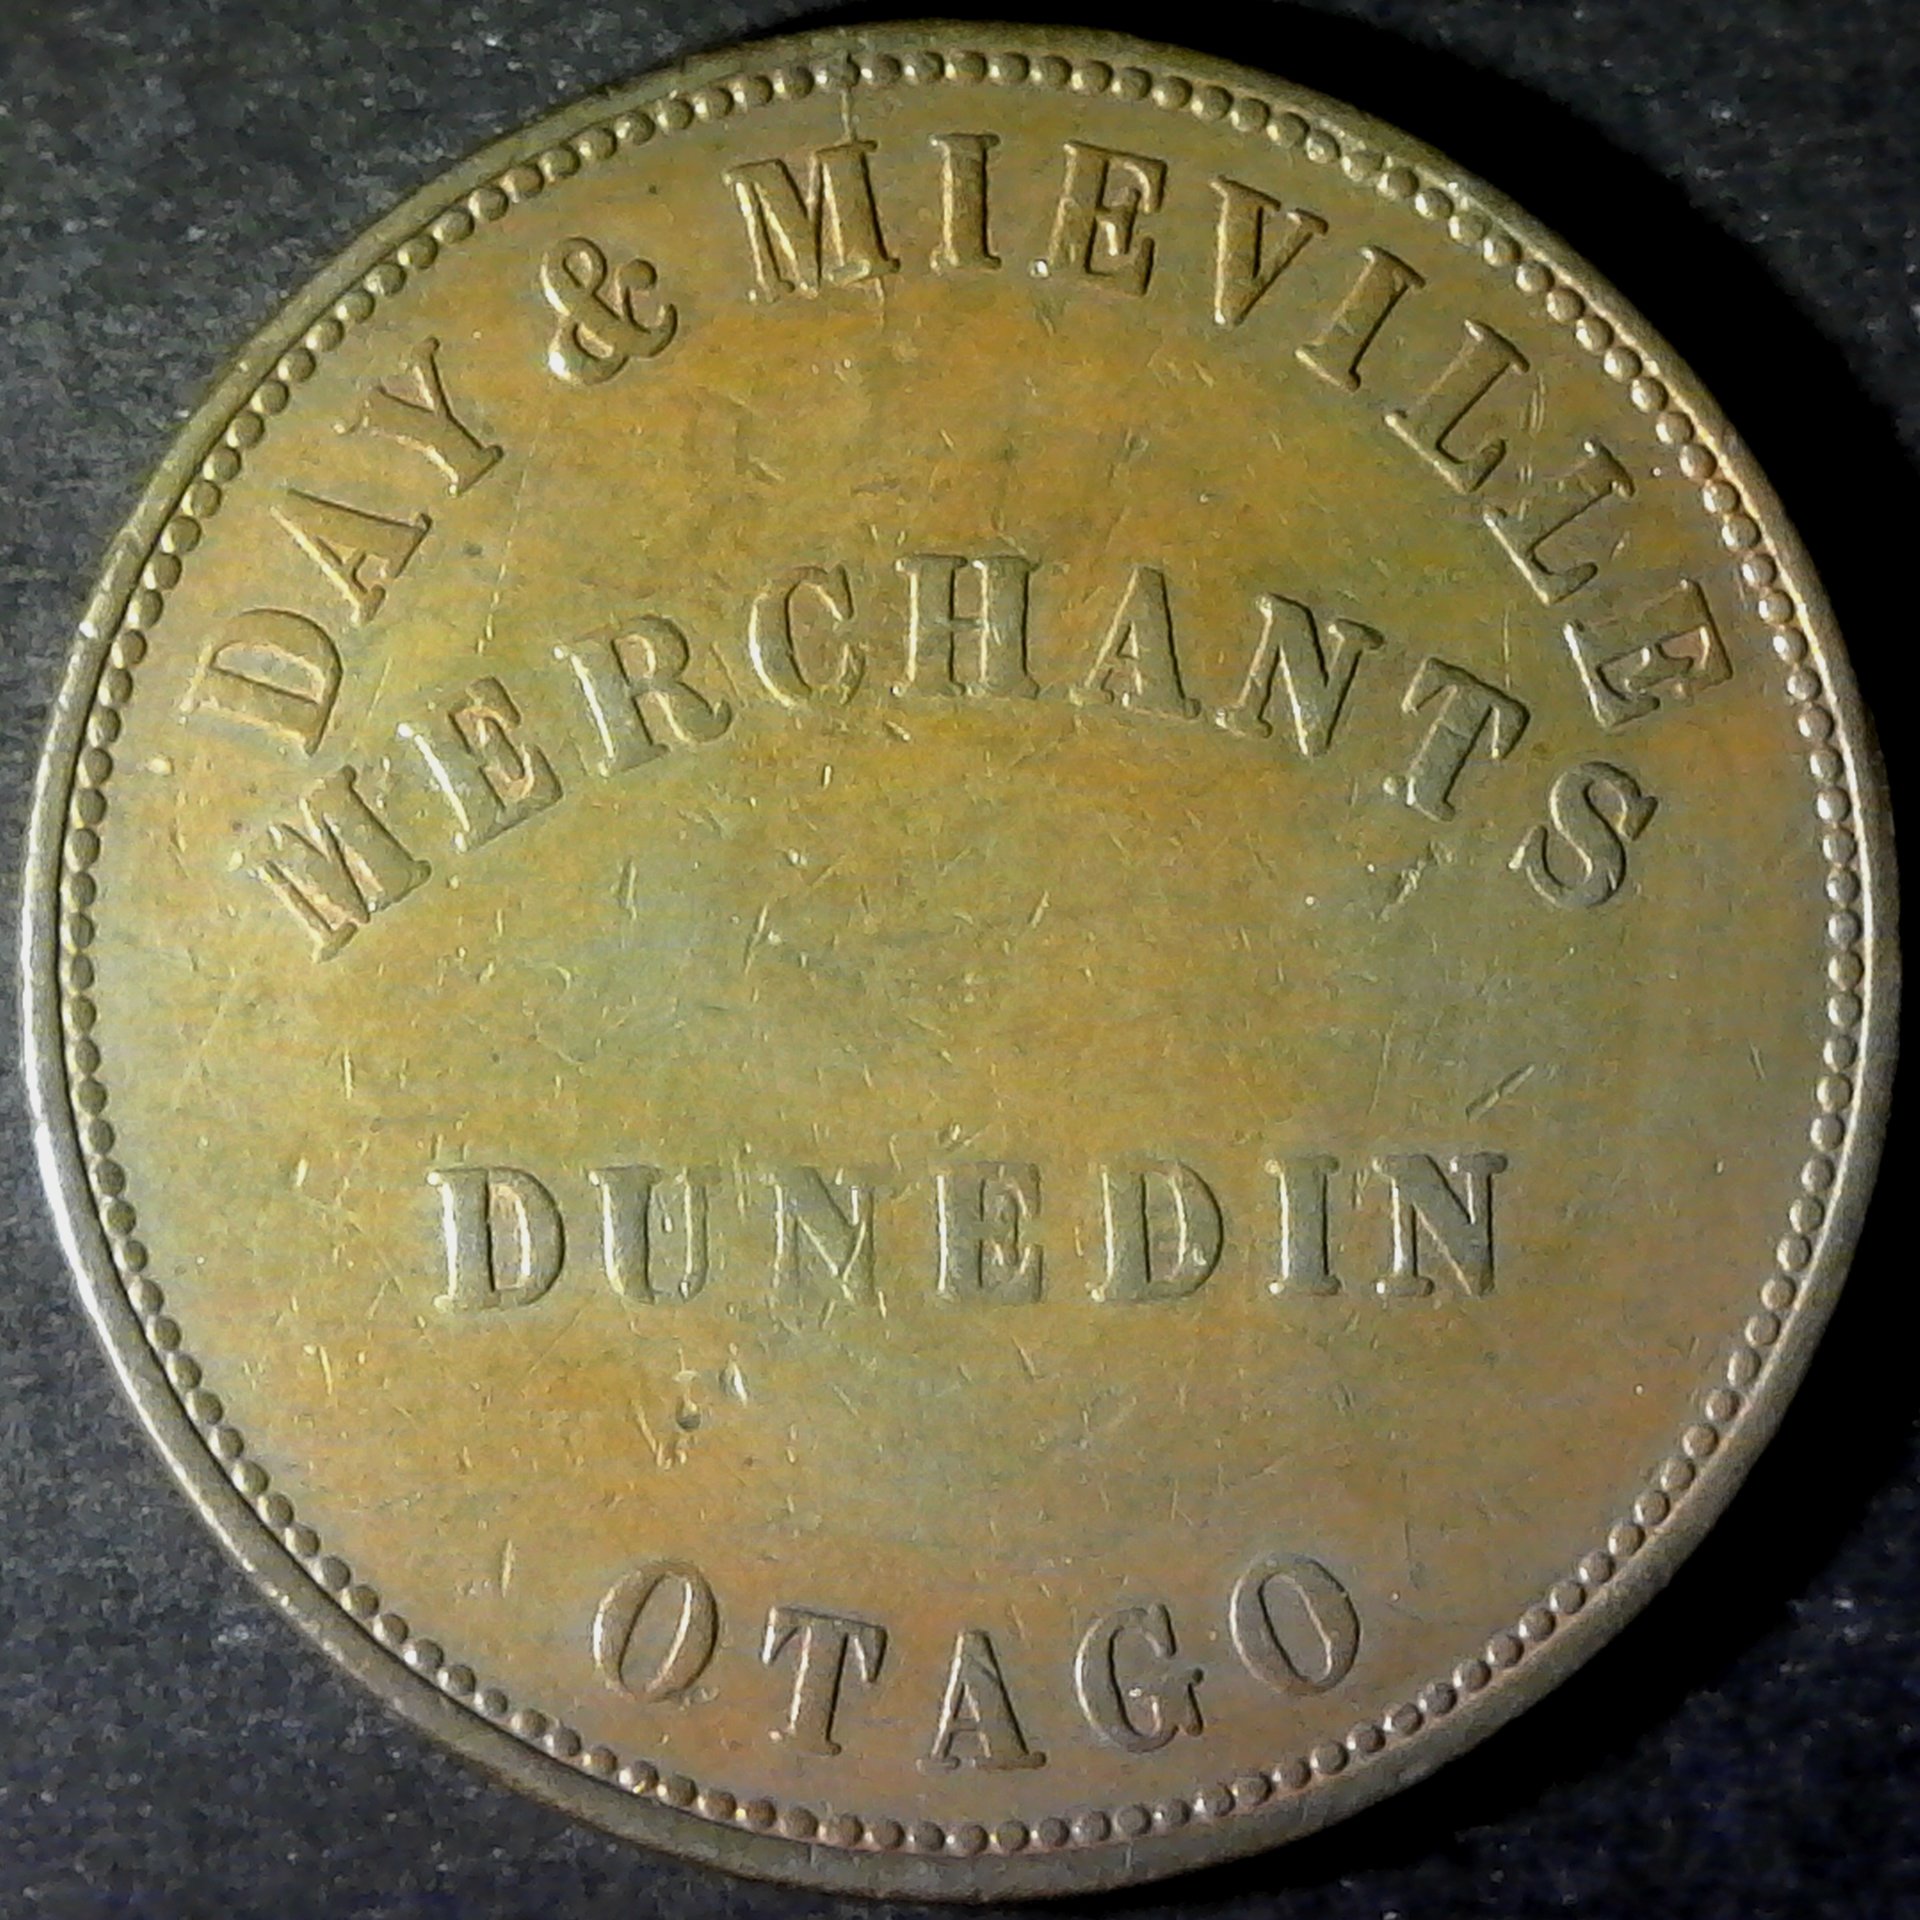 DAY & MIEVILLE
MERCHANTS
DUNEDIN
OTAGO